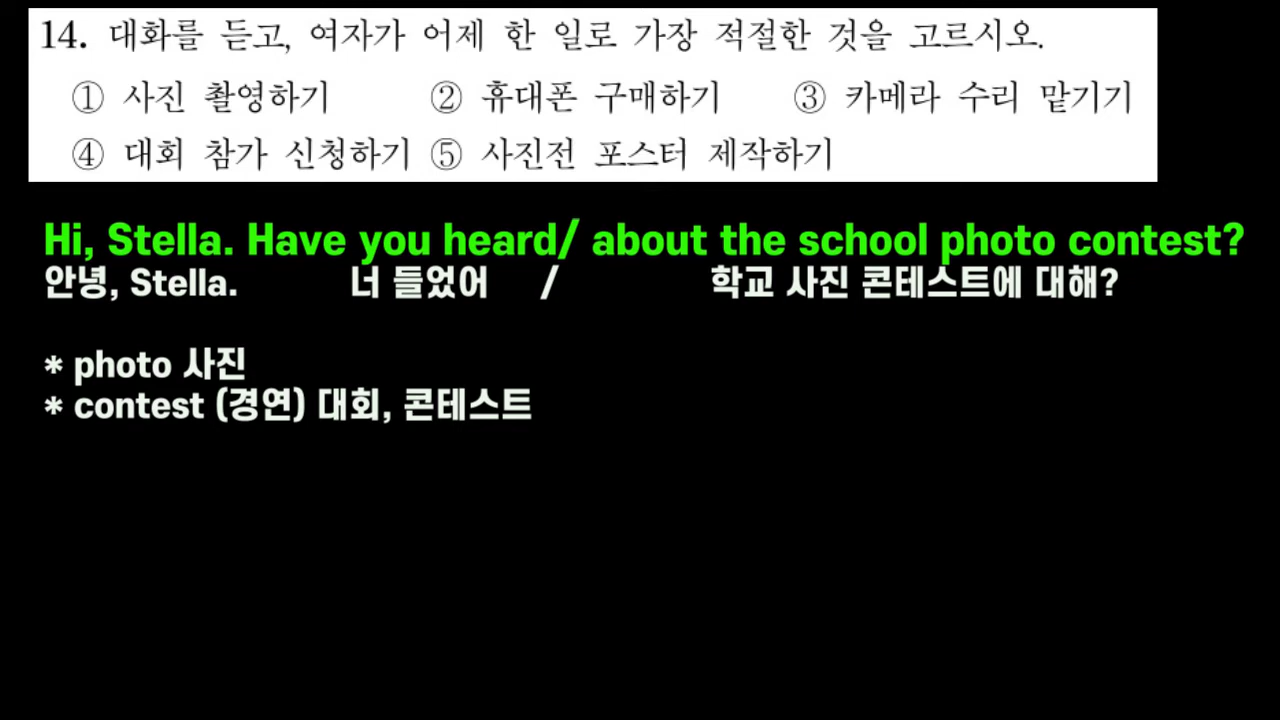 14. 대화를 듣고, 여자가 어제 한 일로 가장 적절한 것을 고르시오.
① 사진 촬영하기 ② 휴대폰 구매하기 ③ 카메라 수리 맡기기
④ 대회 참가 신청하기 ⑤ 사진전 포스터 제작하기
Hi, Stella. Have you heard/ about the school photo contest?
안녕, Stella. 너 들었어 / 학교 사진 콘테스트에 대해?
* photo 사진
* contest (경연) 대회, 콘테스트